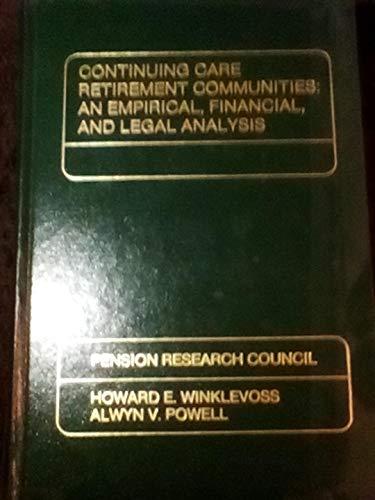 CONTINUING CARE
RETIREMENT COMMUNITIES:
AN EMPIRICAL, FINANCIAL,
AND LEGAL ANALYSIS
PENSION RESEARCH COUNCIL
HOWARD E. WINKLEVOSS
ALWYN V. POWELL